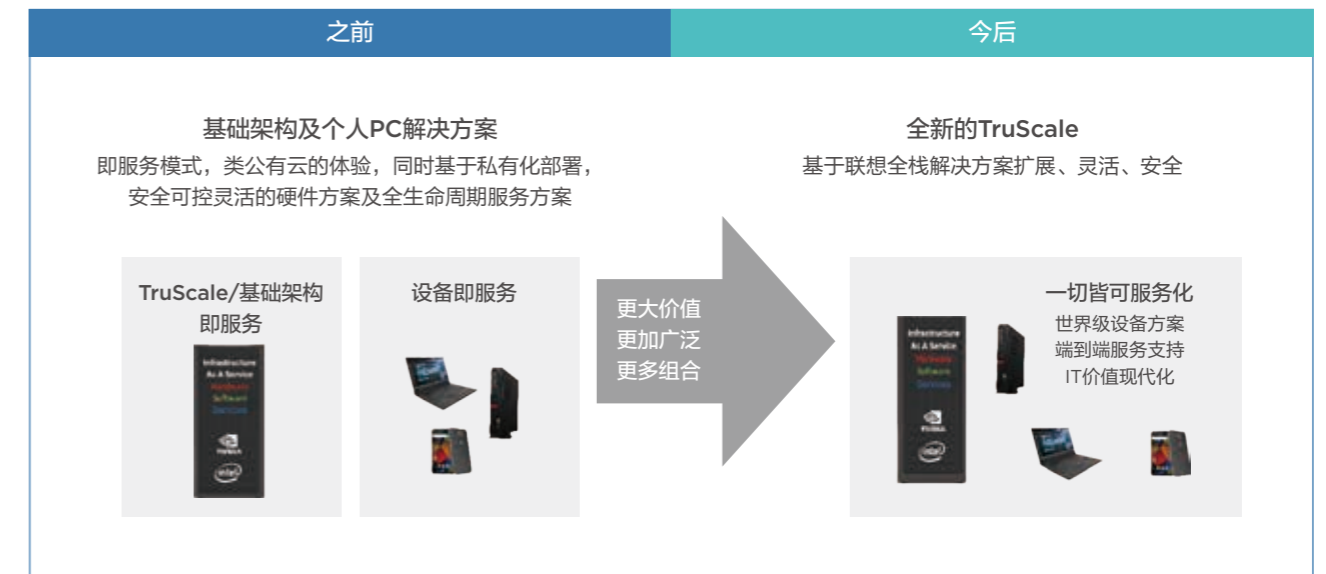 之前
今后
基础架构及个人PC解决方案
即服务模式，类公有云的体验，同时基于私有化部署，
安全可控灵活的硬件方案及全生命周期服务方案
全新的TruScale
基于联想全栈解决方案扩展、灵活、安全
TruScale/基础架构
即服务
Infrastructure
As A Service
Hardware
Software
Services
NVIDIA
intel
设备即服务
更大价值
更加广泛
更多组合
一切皆可服务化
世界级设备方案
端到端服务支持
IT价值现代化
Infrastructure
As A Service
Hardware
Software
Services
NVIDIA
intel